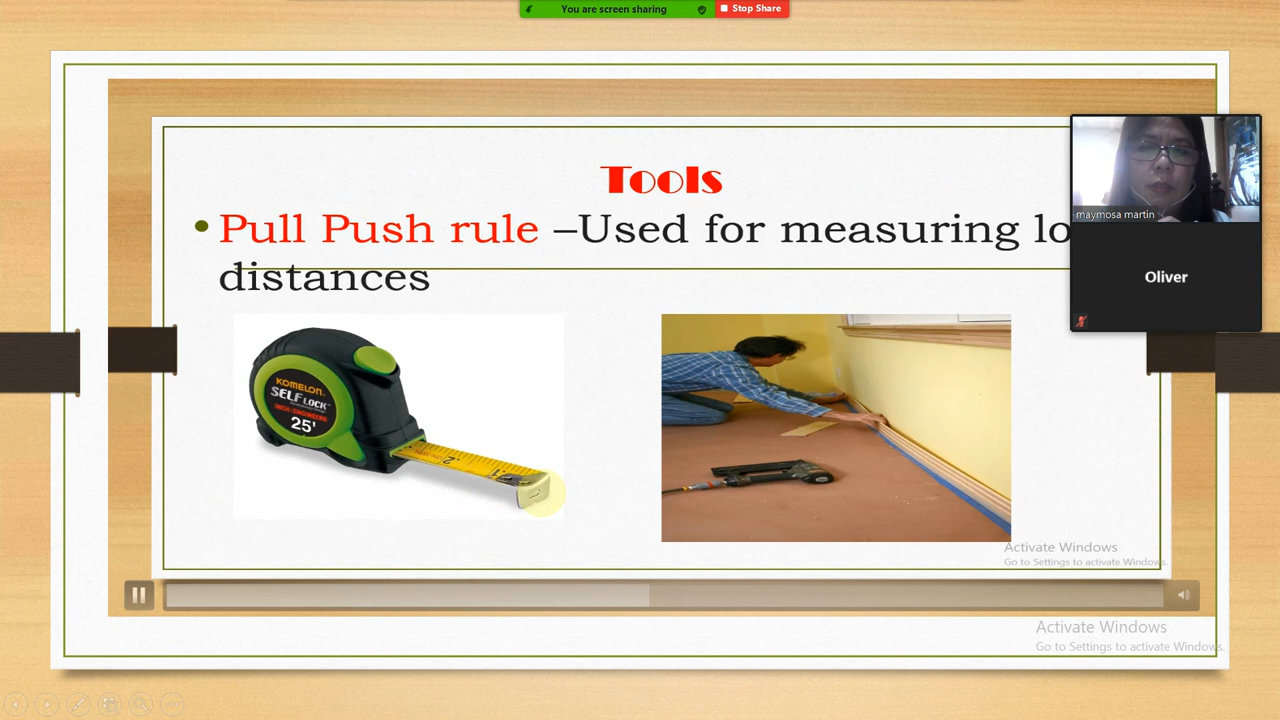 You are screen sharing
Stop Share
Tools
Pull Push rule –Used for measuring lo
distances
maymosa martin
Oliver
KOMELON
SELF LOCK
25'
Activate Windows
Go to Settings to activate Windows.
Activate Windows
Go to Settings to activate Windows.